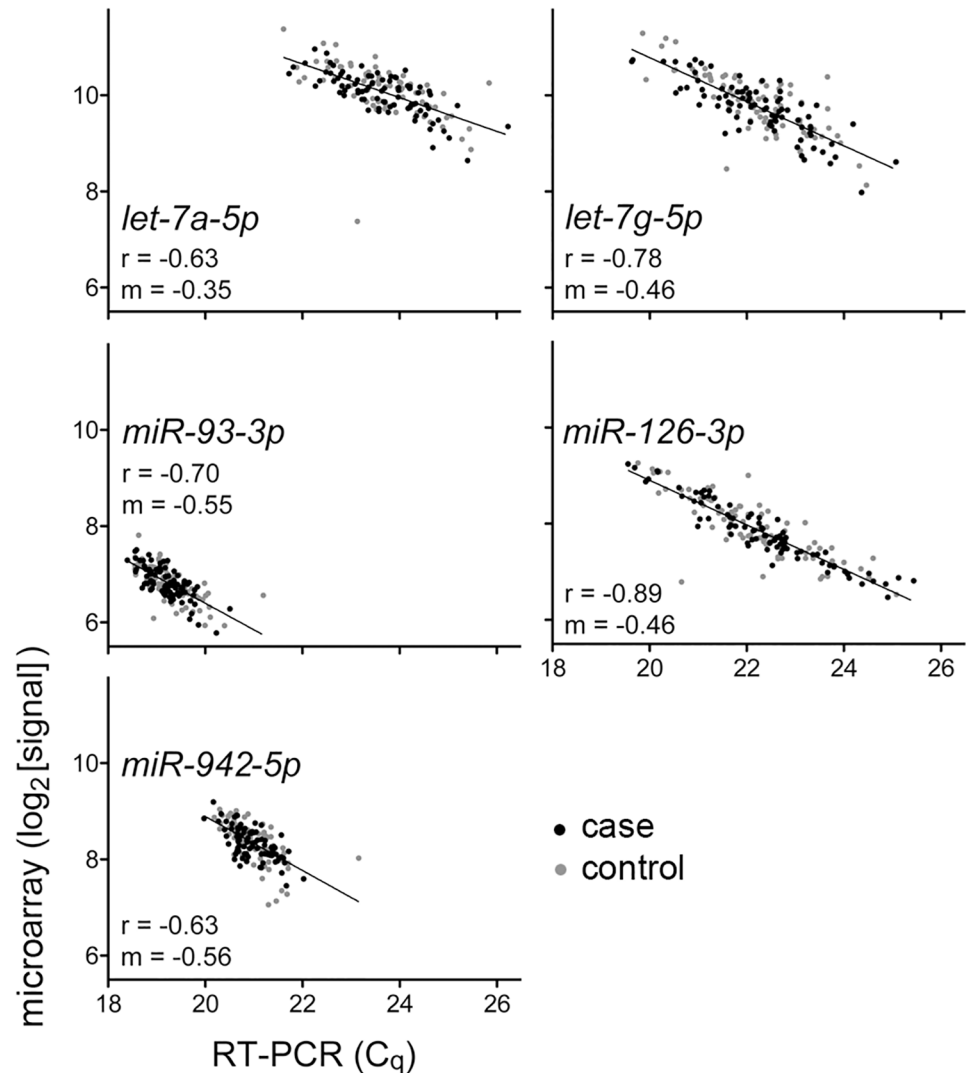 10
8
6
let-7a-5p
r = -0.63
m = -0.35
let-7g-5p
r = -0.78
m = -0.46
10
8
6
miR-93-3p
r = -0.70
m = -0.55
miR-126-3p
r = -0.89
m = -0.46
18 20 22 24 26
10
8
6
miR-942-5p
r = -0.63
m = -0.56
18 20 22 24 26
case
control
microarray (log2[signal])
RT-PCR (Cq)